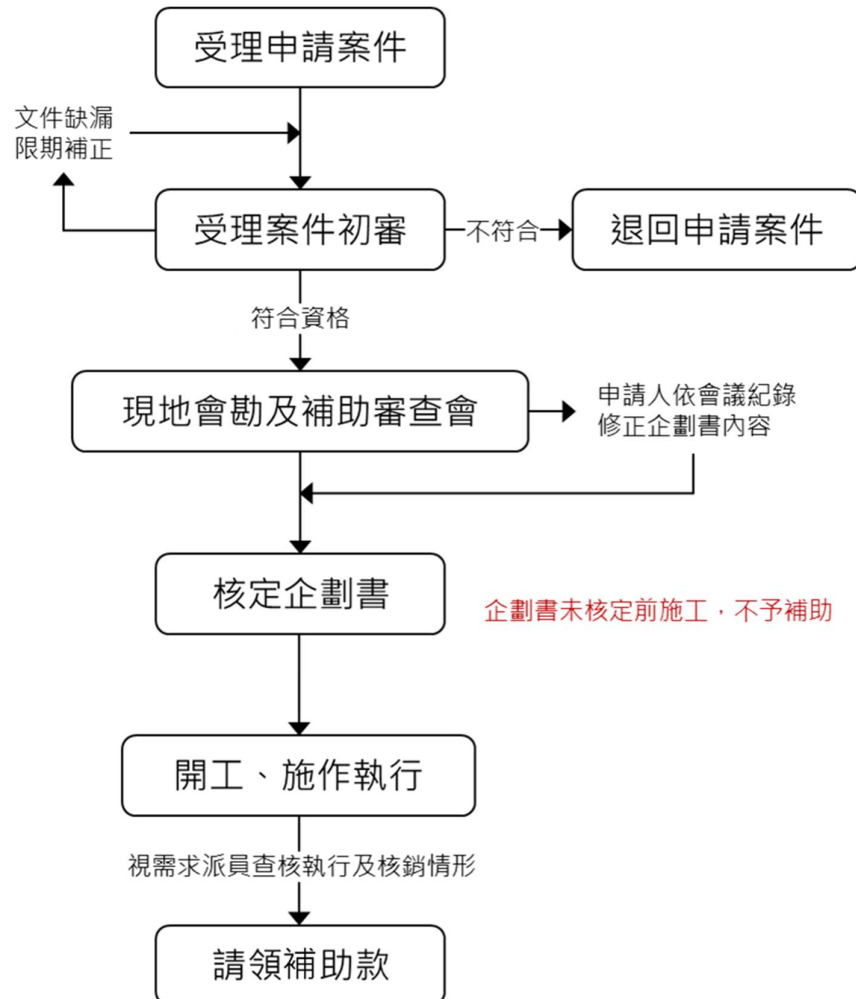 受理申請案件
文件缺漏
限期補正
受理案件初審
不符合
退回申請案件
符合資格
現地會勘及補助審查會
申請人依會議紀錄
修正企劃書內容
核定企劃書
企劃書未核定前施工，不予補助
開工、施作執行
視需求派員查核執行及核銷情形
請領補助款